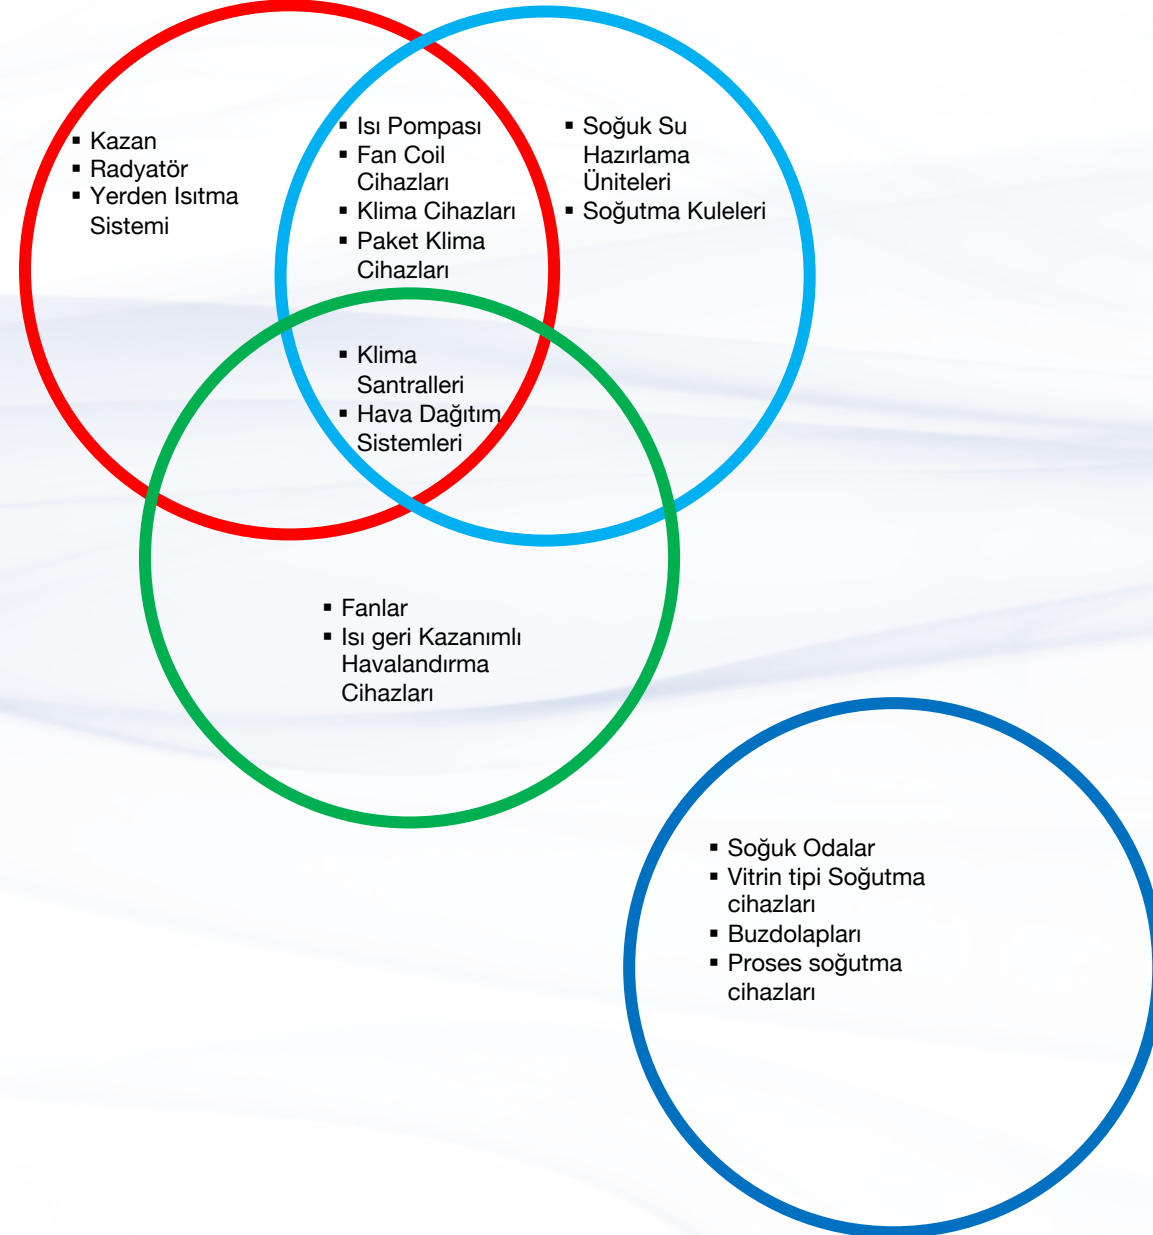 ▪ Kazan
▪ Radyatör
▪ Yerden Isıtma
Sistemi
▪ Isı Pompası
▪ Fan Coil
Cihazları
▪ Klima Cihazları
▪ Paket Klima
Cihazları
▪ Soğuk Su
Hazırlama
Üniteleri
▪ Soğutma Kuleleri
▪ Klima
Santralleri
▪ Hava Dağıtım
Sistemleri
▪ Fanlar
▪ Isı geri Kazanımlı
Havalandırma
Cihazları
▪ Soğuk Odalar
▪ Vitrin tipi Soğutma
cihazları
▪ Buzdolapları
▪ Proses soğutma
cihazları